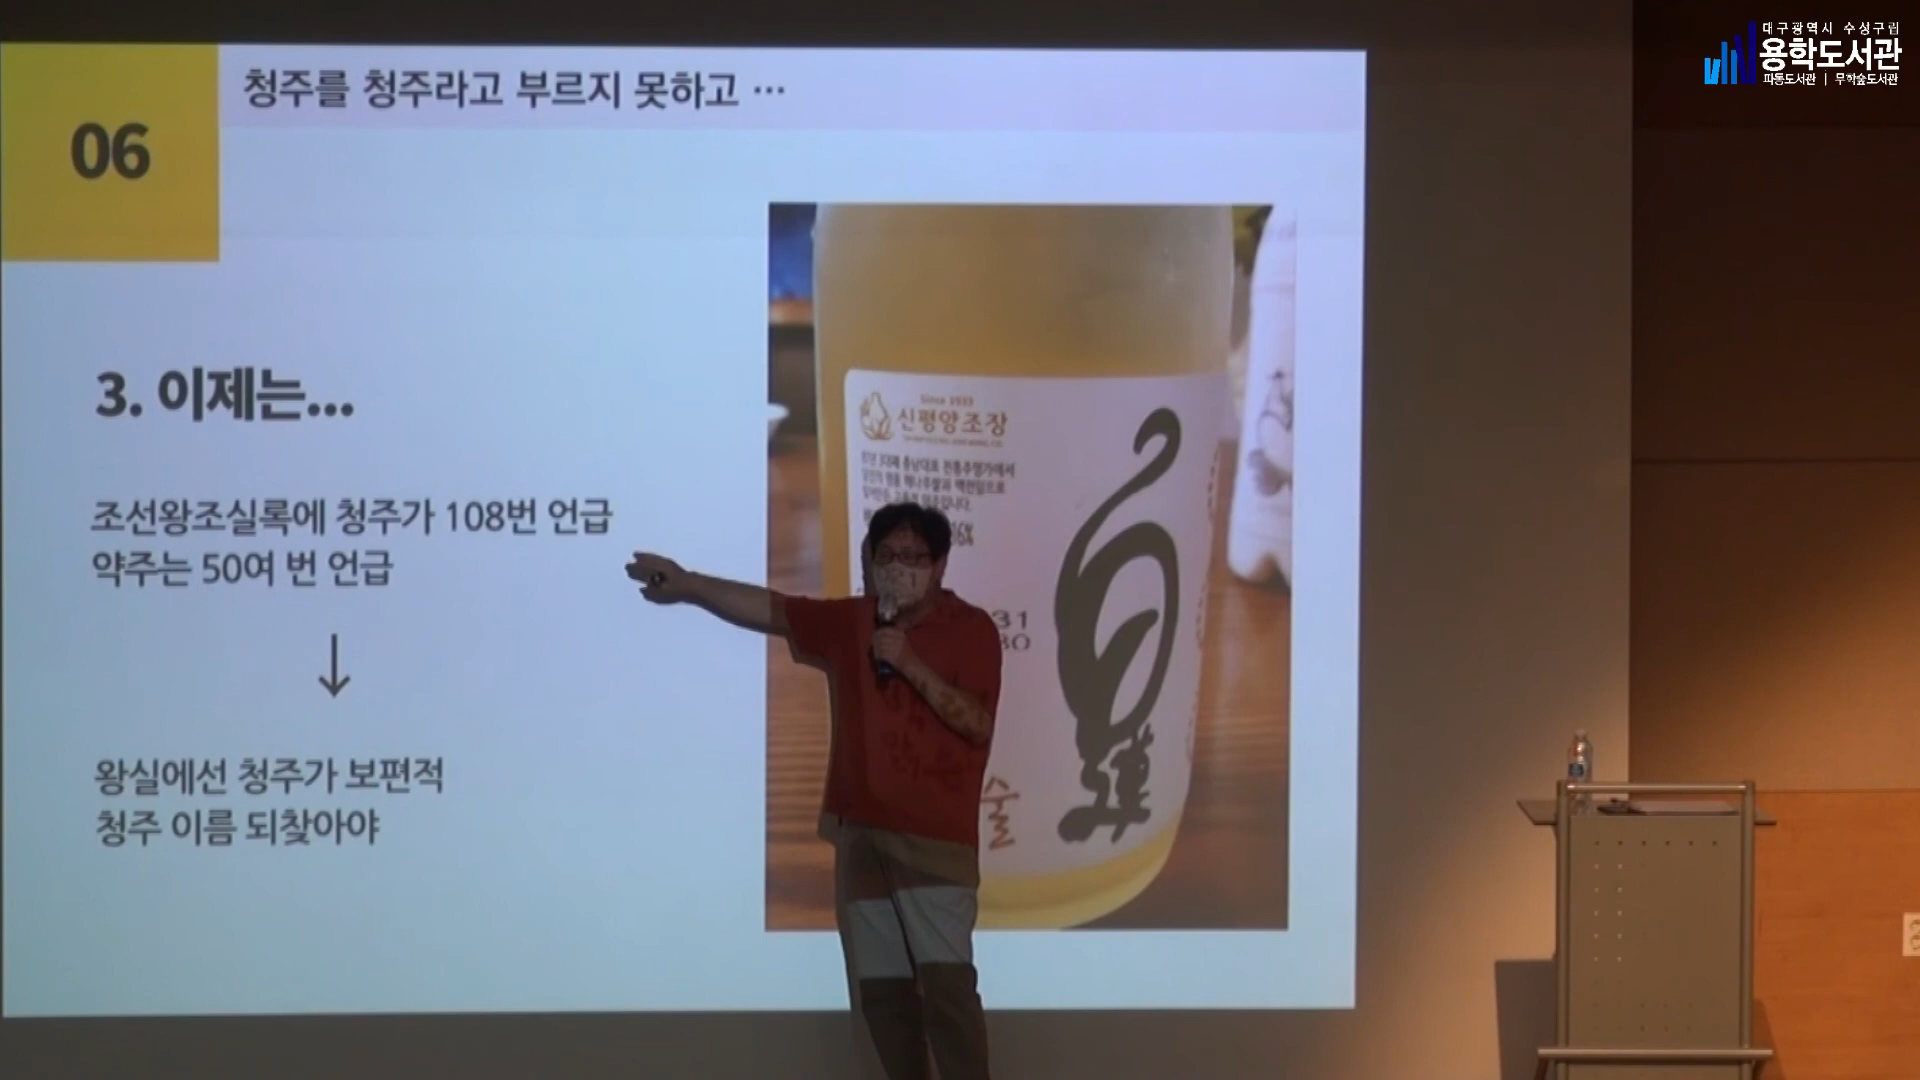 대구광역시 수성구립
용학도서관
파동도서관 | 무학숲도서관
06
청주를 청주라고 부르지 못하고 …
3. 이제는...
조선왕조실록에 청주가 108번 언급
약주는 50여 번 언급
↓
왕실에선 청주가 보편적
청주 이름 되찾아야
Since 1933
신평양조장
31
30
술